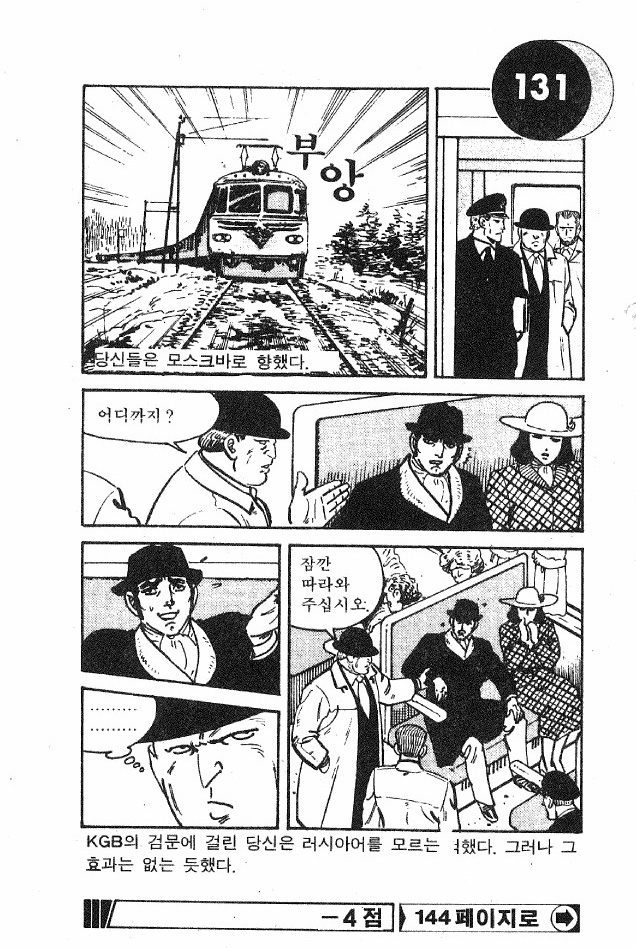 131
부앙
당신들은 모스크바로 향했다.
어디까지?
잠깐
따라와
주십시오.
………
………
KGB의 검문에 걸린 당신은 러시아어를 모르는 했다. 그러나 그
효과는 없는 듯했다.
－4점
144페이지로